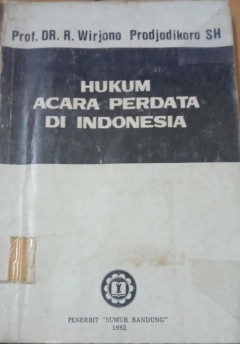 Prof. DR. R. Wirjono Prodjodikoro SH
HUKUM
ACARA PERDATA
DI INDONESIA
PENERBIT "SUMUR BANDUNG"
1982